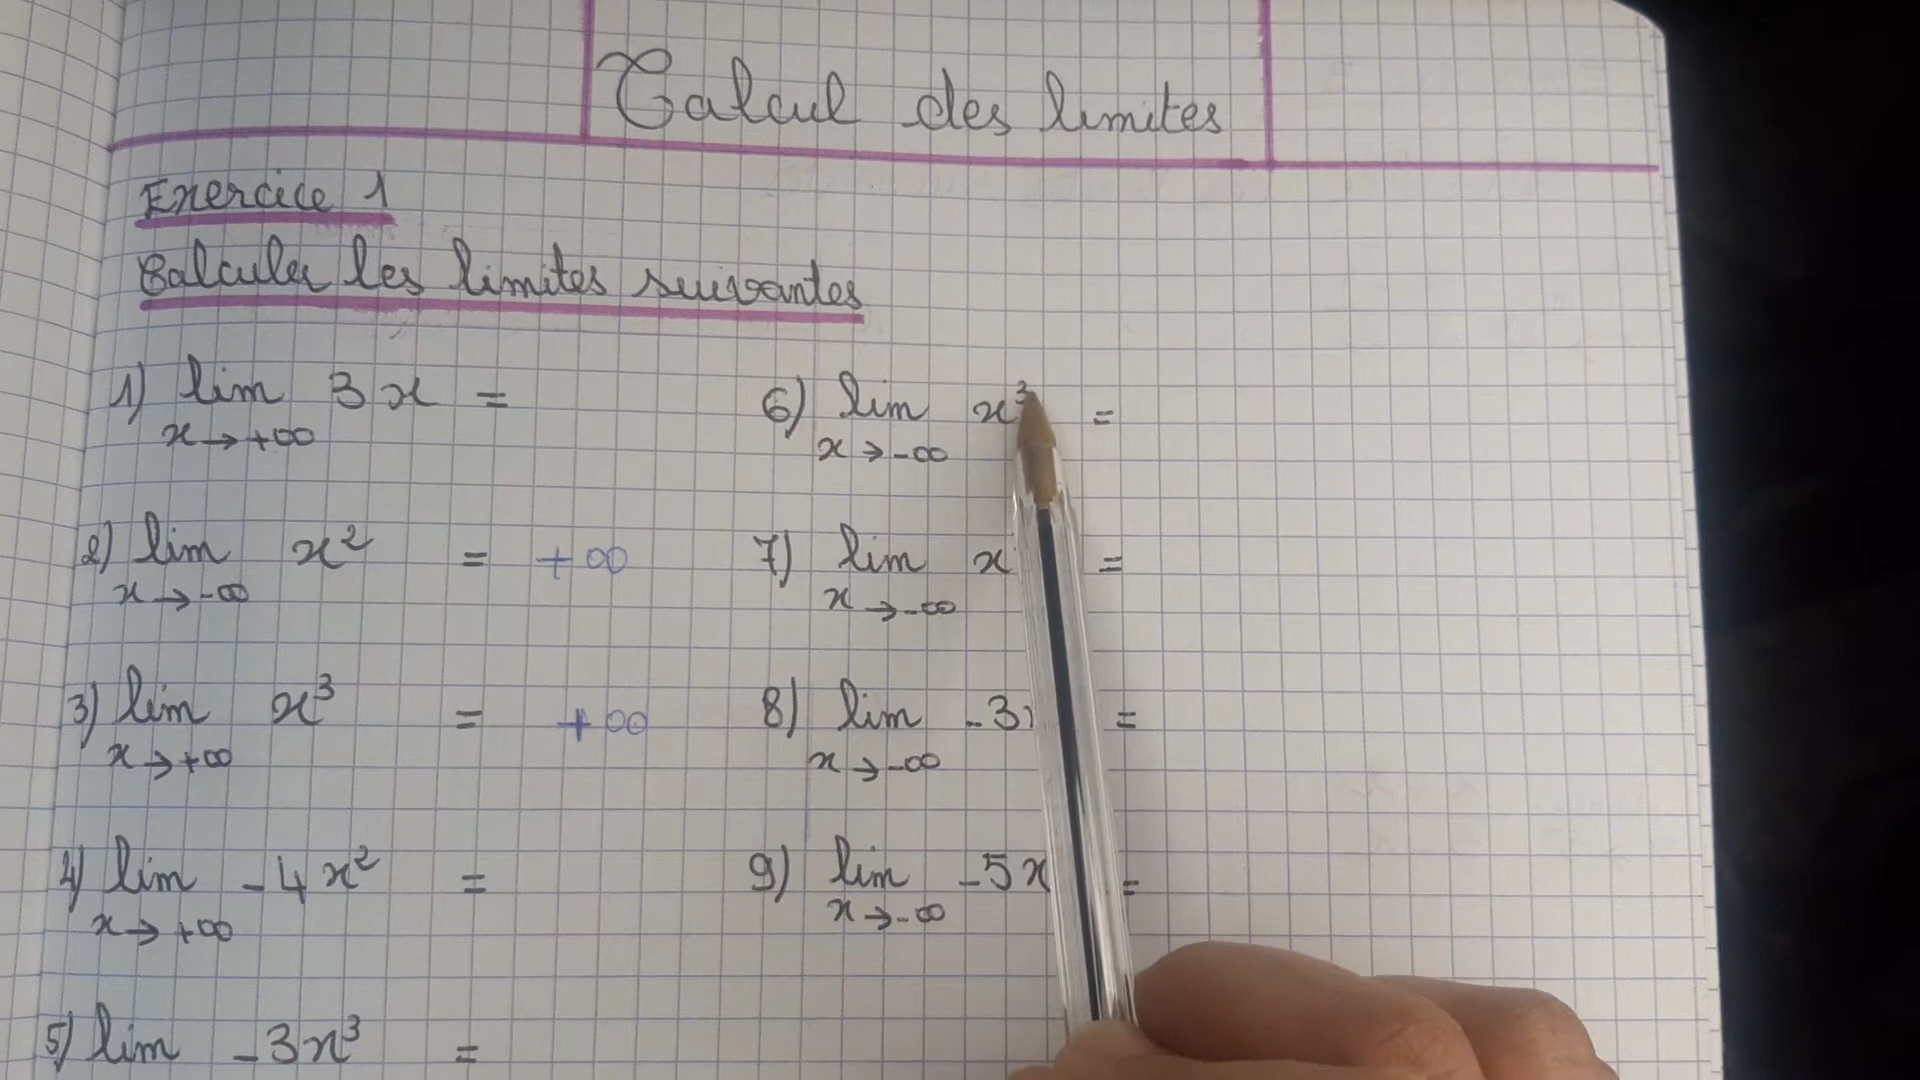 Calcul des limites
Exercice 1
Calculer les limites suivantes
1) lim 3x =
x→+∞
2) lim x² = +∞
x→-∞
3) lim x³ = +∞
x→+∞
4) lim -4x² =
x→+∞
5) lim -3x³ =
6) lim x³ =
x→-∞
7) lim x =
x→-∞
8) lim -3 =
x→-∞
9) lim -5x =
x→-∞